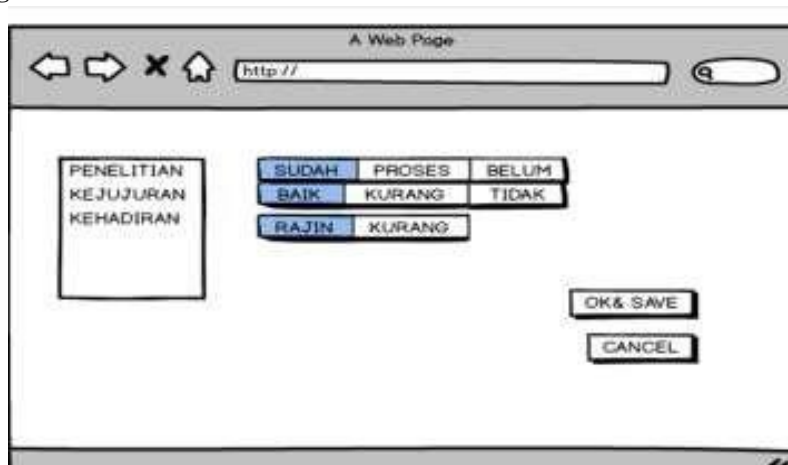 A Web Page
http://
PENELITIAN
KEJUJURAN
KEHADIRAN
SUDAH PROSES BELUM
BAIK KURANG TIDAK
RAJIN KURANG
OK& SAVE
CANCEL